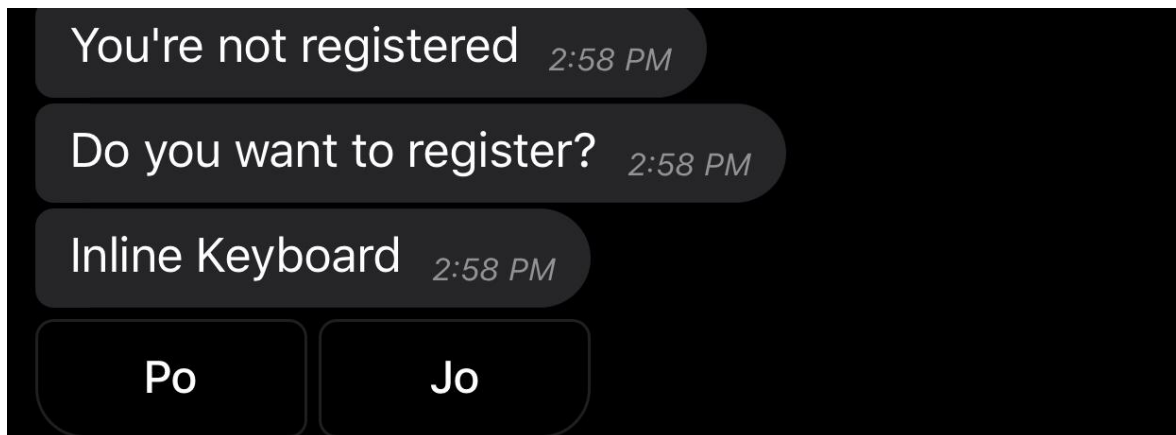 You're not registered 2:58 PM
Do you want to register? 2:58 PM
Inline Keyboard 2:58 PM
Po Jo